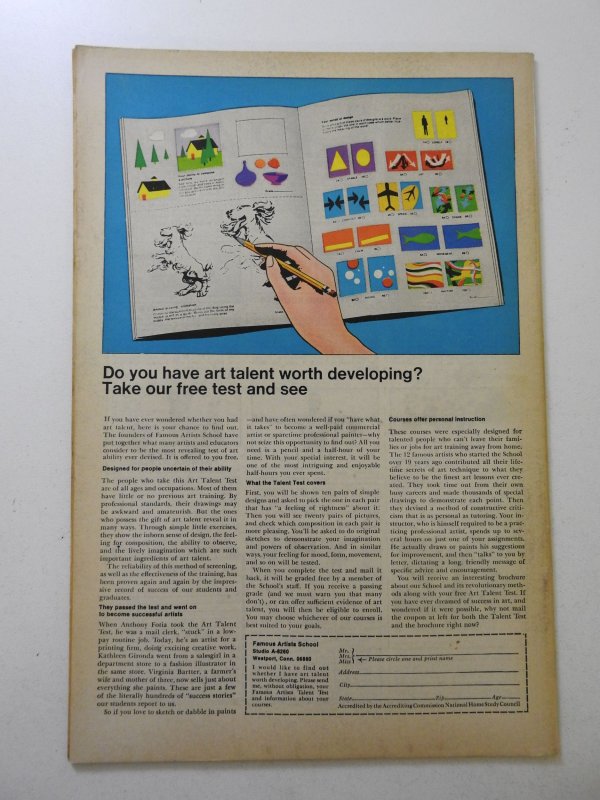 Your sense of design
Do you have art talent worth developing?
Take our free test and see
If you have ever wondered whether you had
art talent, here is your chance to find out.
The founders of Famous Artists School have
put together what many artists and educators
consider to be the most revealing test of art
ability ever devised. It is offered to you free.
Designed for people uncertain of their ability
The people who take this Art Talent Test
are of all ages and occupations. Most of them
have little or no previous art training. By
professional standards, their drawings may
be awkward and amateurish. But the ones
who possess the gift of art talent reveal it in
many ways. Through simple little exercises,
they show the inborn sense of design, the feel-
ing for composition, the ability to observe,
and the lively imagination which are such
important ingredients of art talent.
The reliability of this method of screening,
as well as the effectiveness of the training, has
been proven again and again by the impres-
sive record of success of our students and
graduates.
They passed the test and went on
to become successful artists
When Anthony Fotia took the Art Talent
Test, he was a mail clerk, "stuck" in a low-
pay routine job. Today, he's an artist for a
printing firm, doing exciting creative work.
Kathleen Gironda went from a salesgirl in a
department store to a fashion illustrator in
the same store. Virginia Bartter, a farmer's
wife and mother of three, now sells just about
everything she paints. These are just a few
of the literally hundreds of "success stories"
our students report to us.
So if you love to sketch or dabble in paints
—and have often wondered if you "have what
it takes" to become a well-paid commercial
artist or sparetime professional painter—why
not seize this opportunity to find out? All you
need is a pencil and a half-hour of your
time. With your special interest, it will be
one of the most intriguing and enjoyable
half-hours you ever spent.
What the Talent Test covers
First, you will be shown ten pairs of simple
designs and asked to pick the one in each pair
that has "a feeling of rightness" about it.
Then you will see twenty pairs of pictures,
and check which composition in each pair is
more pleasing. You'll be asked to do original
sketches to demonstrate your imagination
and powers of observation. And in similar
ways, your feeling for mood, form, movement,
and so on will be tested.
When you complete the test and mail it
back, it will be graded free by a member of
the School's staff. If you receive a passing
grade (and we must warn you that many
don't), or can offer sufficient evidence of art
talent, you will then be eligible to enroll.
You may choose whichever of our courses is
best suited to your goals.
Courses offer personal instruction
These courses were especially designed for
talented people who can't leave their fami-
lies or jobs for art training away from home.
The 12 famous artists who started the School
over 19 years ago contributed all their life-
time secrets of art technique to what they
believe to be the finest art lessons ever cre-
ated. They took time out from their own
busy careers and made thousands of special
drawings to demonstrate each point. Then
they devised a method of constructive criti-
cism that is as personal as tutoring. Your in-
structor, who is himself required to be a prac-
ticing professional artist, spends up to sev-
eral hours on just one of your assignments.
He actually draws or paints his suggestions
for improvement, and then "talks" to you by
letter, dictating a long, friendly message of
specific advice and encouragement.
You will receive an inviting brochure
about our School and its revolutionary meth-
ods along with your free Art Talent Test. If
you have ever dreamed of success in art, and
wondered if it were possible, why not mail
the coupon at left for both the Talent Test
and the brochure right now?
Famous Artists School
Studio A-6260
Westport, Conn. 06880
I would like to find out
whether I have art talent
worth developing. Please send
me, without obligation, your
Famous Artists Talent Test
and information about your
courses.
Mr.
Mrs.
Miss
Please circle one and print name
Address
City
State Zip Age
Accredited by the Accrediting Commission National Home Study Council